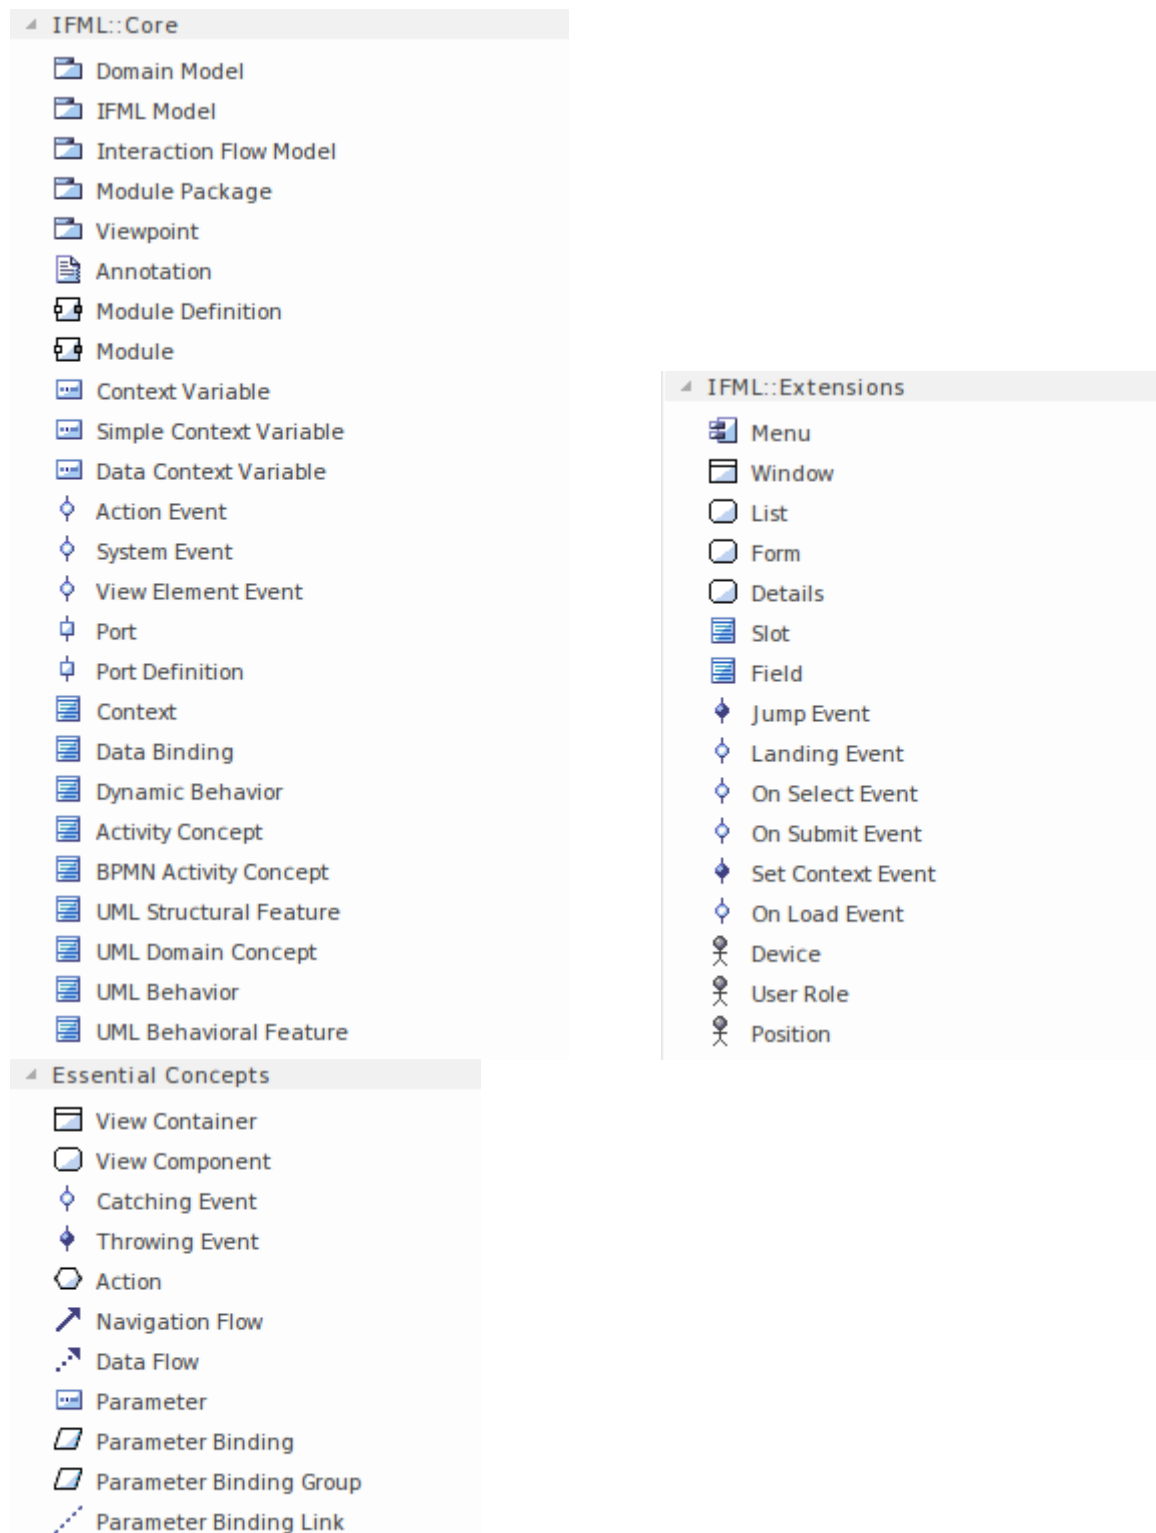 IFML::Core
Domain Model
IFML Model
Interaction Flow Model
Module Package
Viewpoint
Annotation
Module Definition
Module
Context Variable
Simple Context Variable
Data Context Variable
Action Event
System Event
View Element Event
Port
Port Definition
Context
Data Binding
Dynamic Behavior
Activity Concept
BPMN Activity Concept
UML Structural Feature
UML Domain Concept
UML Behavior
UML Behavioral Feature
IFML::Extensions
Menu
Window
List
Form
Details
Slot
Field
Jump Event
Landing Event
On Select Event
On Submit Event
Set Context Event
On Load Event
Device
User Role
Position
Essential Concepts
View Container
View Component
Catching Event
Throwing Event
Action
Navigation Flow
Data Flow
Parameter
Parameter Binding
Parameter Binding Group
Parameter Binding Link